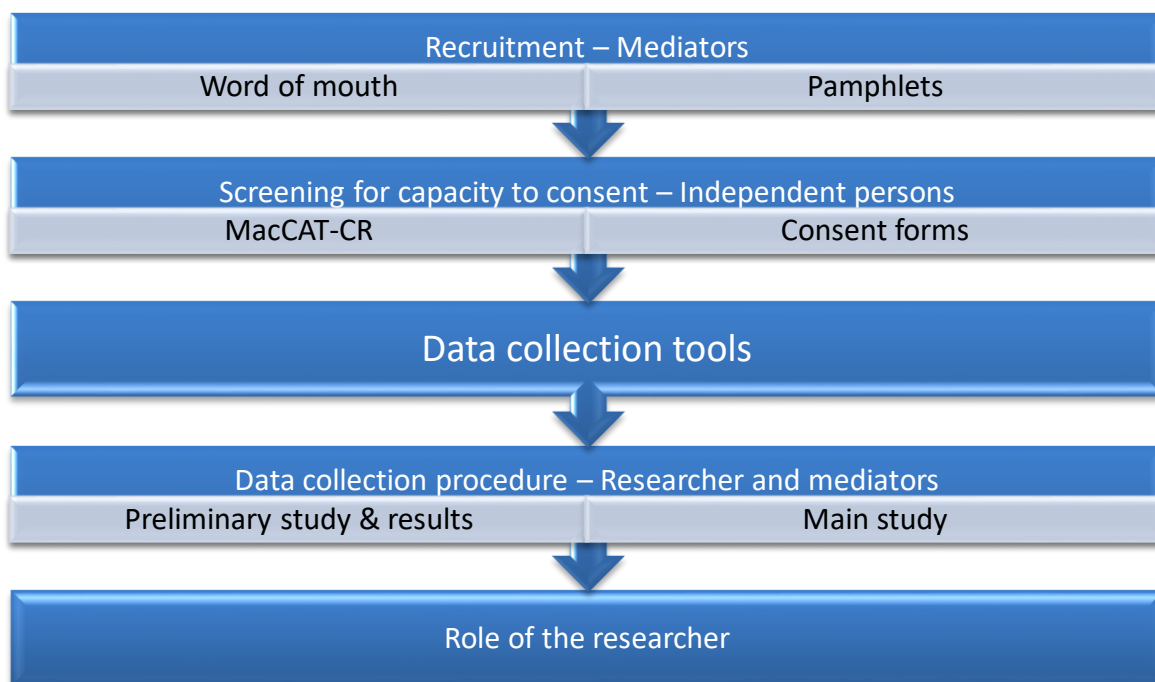 Recruitment – Mediators
Word of mouth
Pamphlets
Screening for capacity to consent – Independent persons
MacCAT-CR
Consent forms
Data collection tools
Data collection procedure – Researcher and mediators
Preliminary study & results
Main study
Role of the researcher